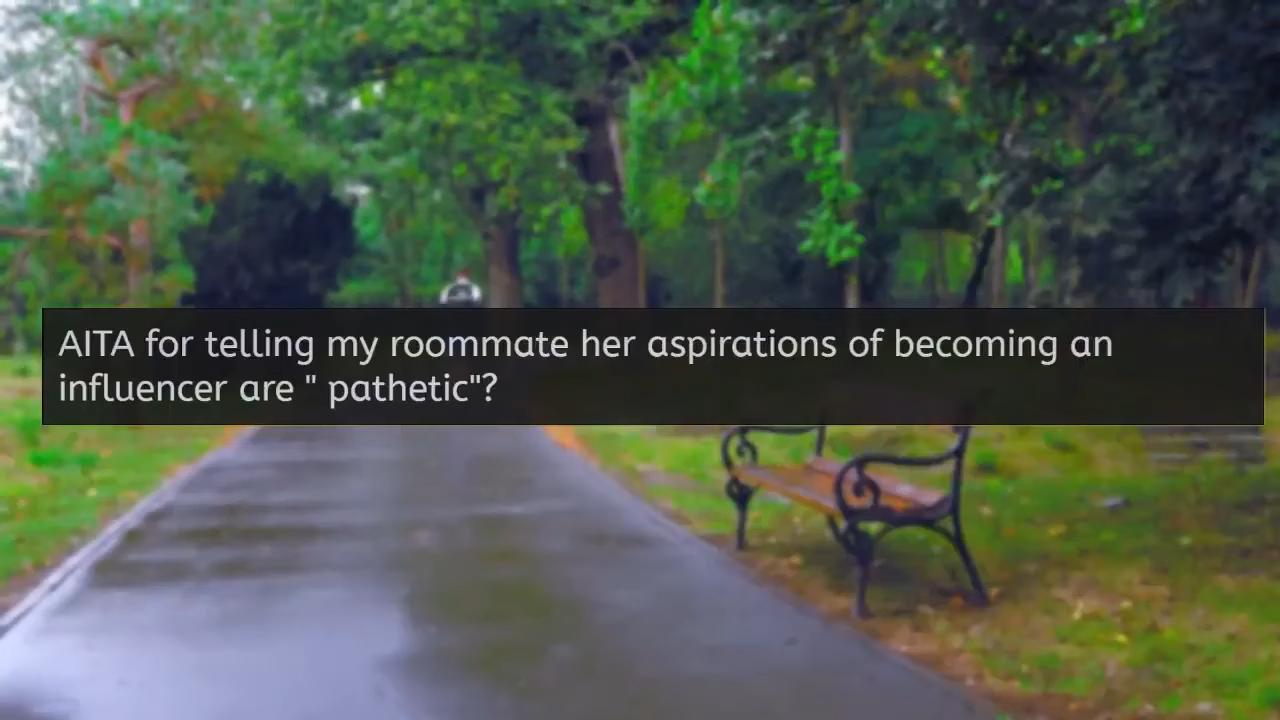 AITA for telling my roommate her aspirations of becoming an
influencer are " pathetic"?